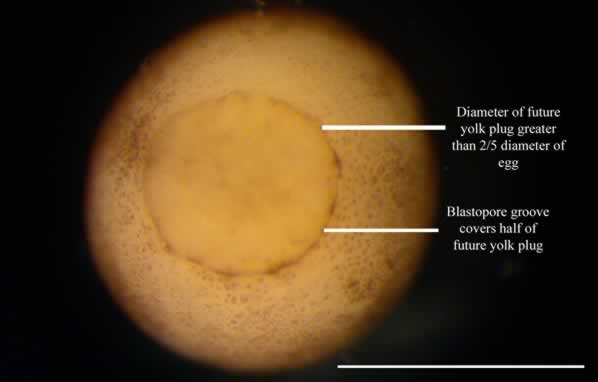 Diameter of future
yolk plug greater
than 2/5 diameter of
egg
Blastopore groove
covers half of
future yolk plug